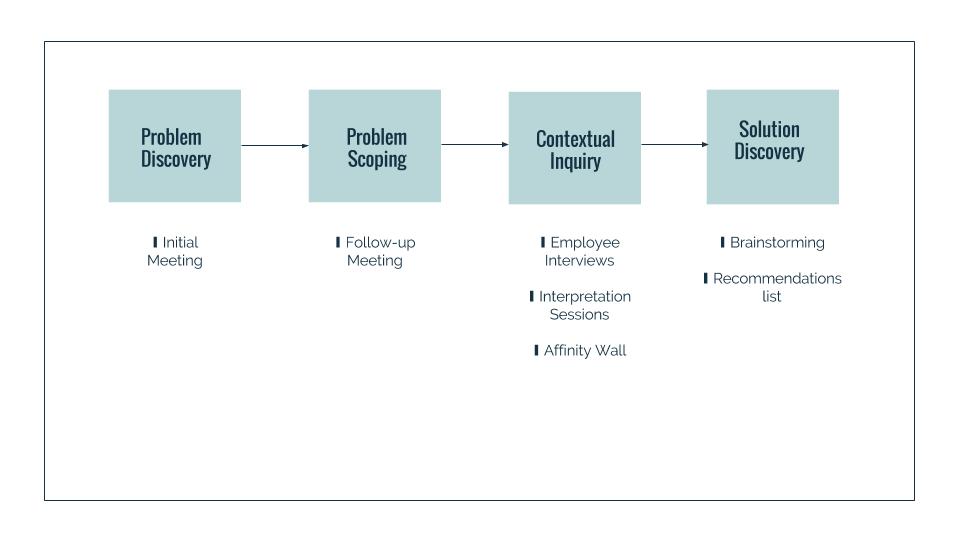 Problem
Discovery
Problem
Scoping
Contextual
Inquiry
Solution
Discovery
Initial
Meeting
Follow-up
Meeting
Employee
Interviews
Interpretation
Sessions
Affinity Wall
Brainstorming
Recommendations
list